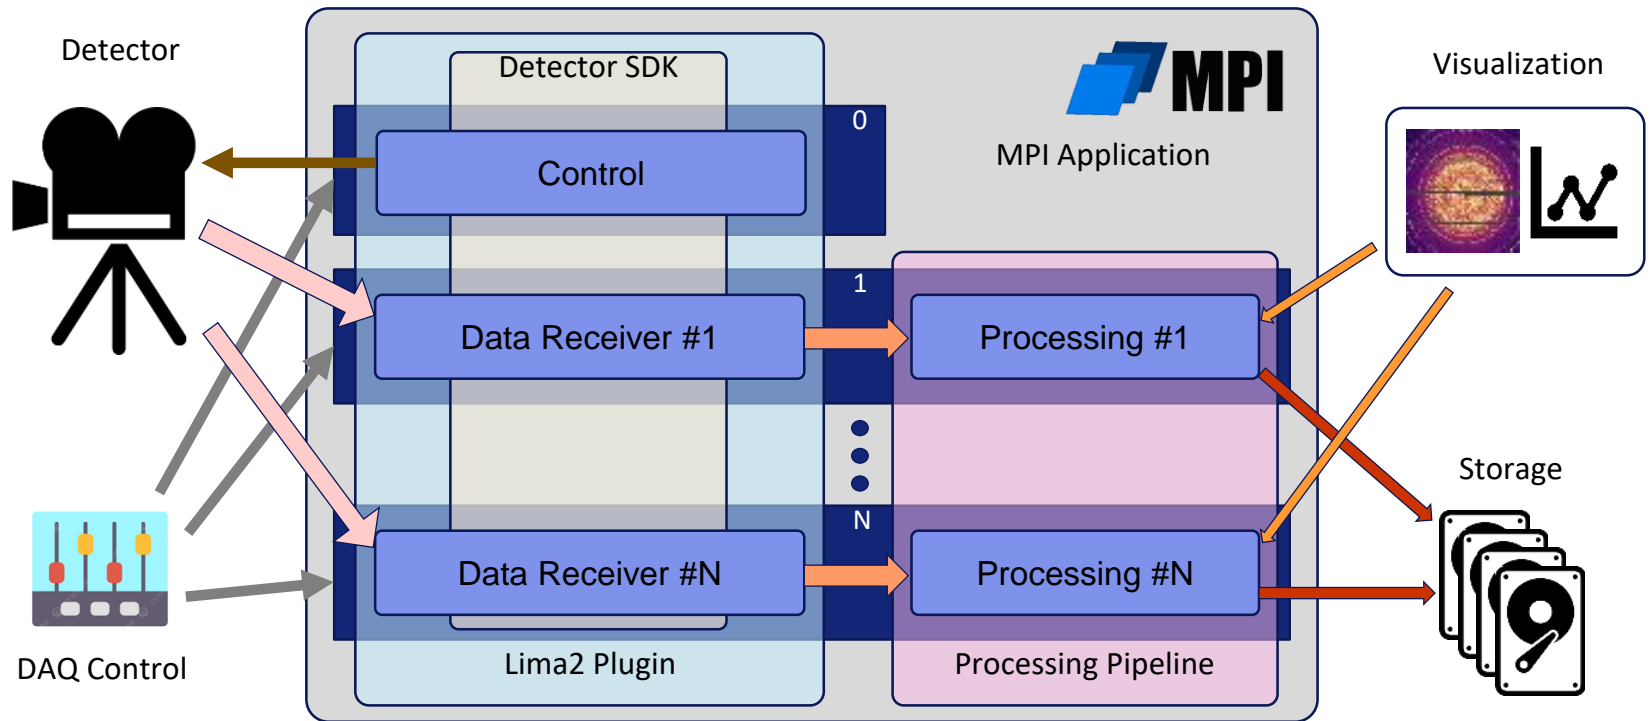 Detector
Detector SDK
MPI
Visualization
0
MPI Application
Control
1
Data Receiver #1
Processing #1
Storage
N
Data Receiver #N
Processing #N
DAQ Control
Lima2 Plugin
Processing Pipeline